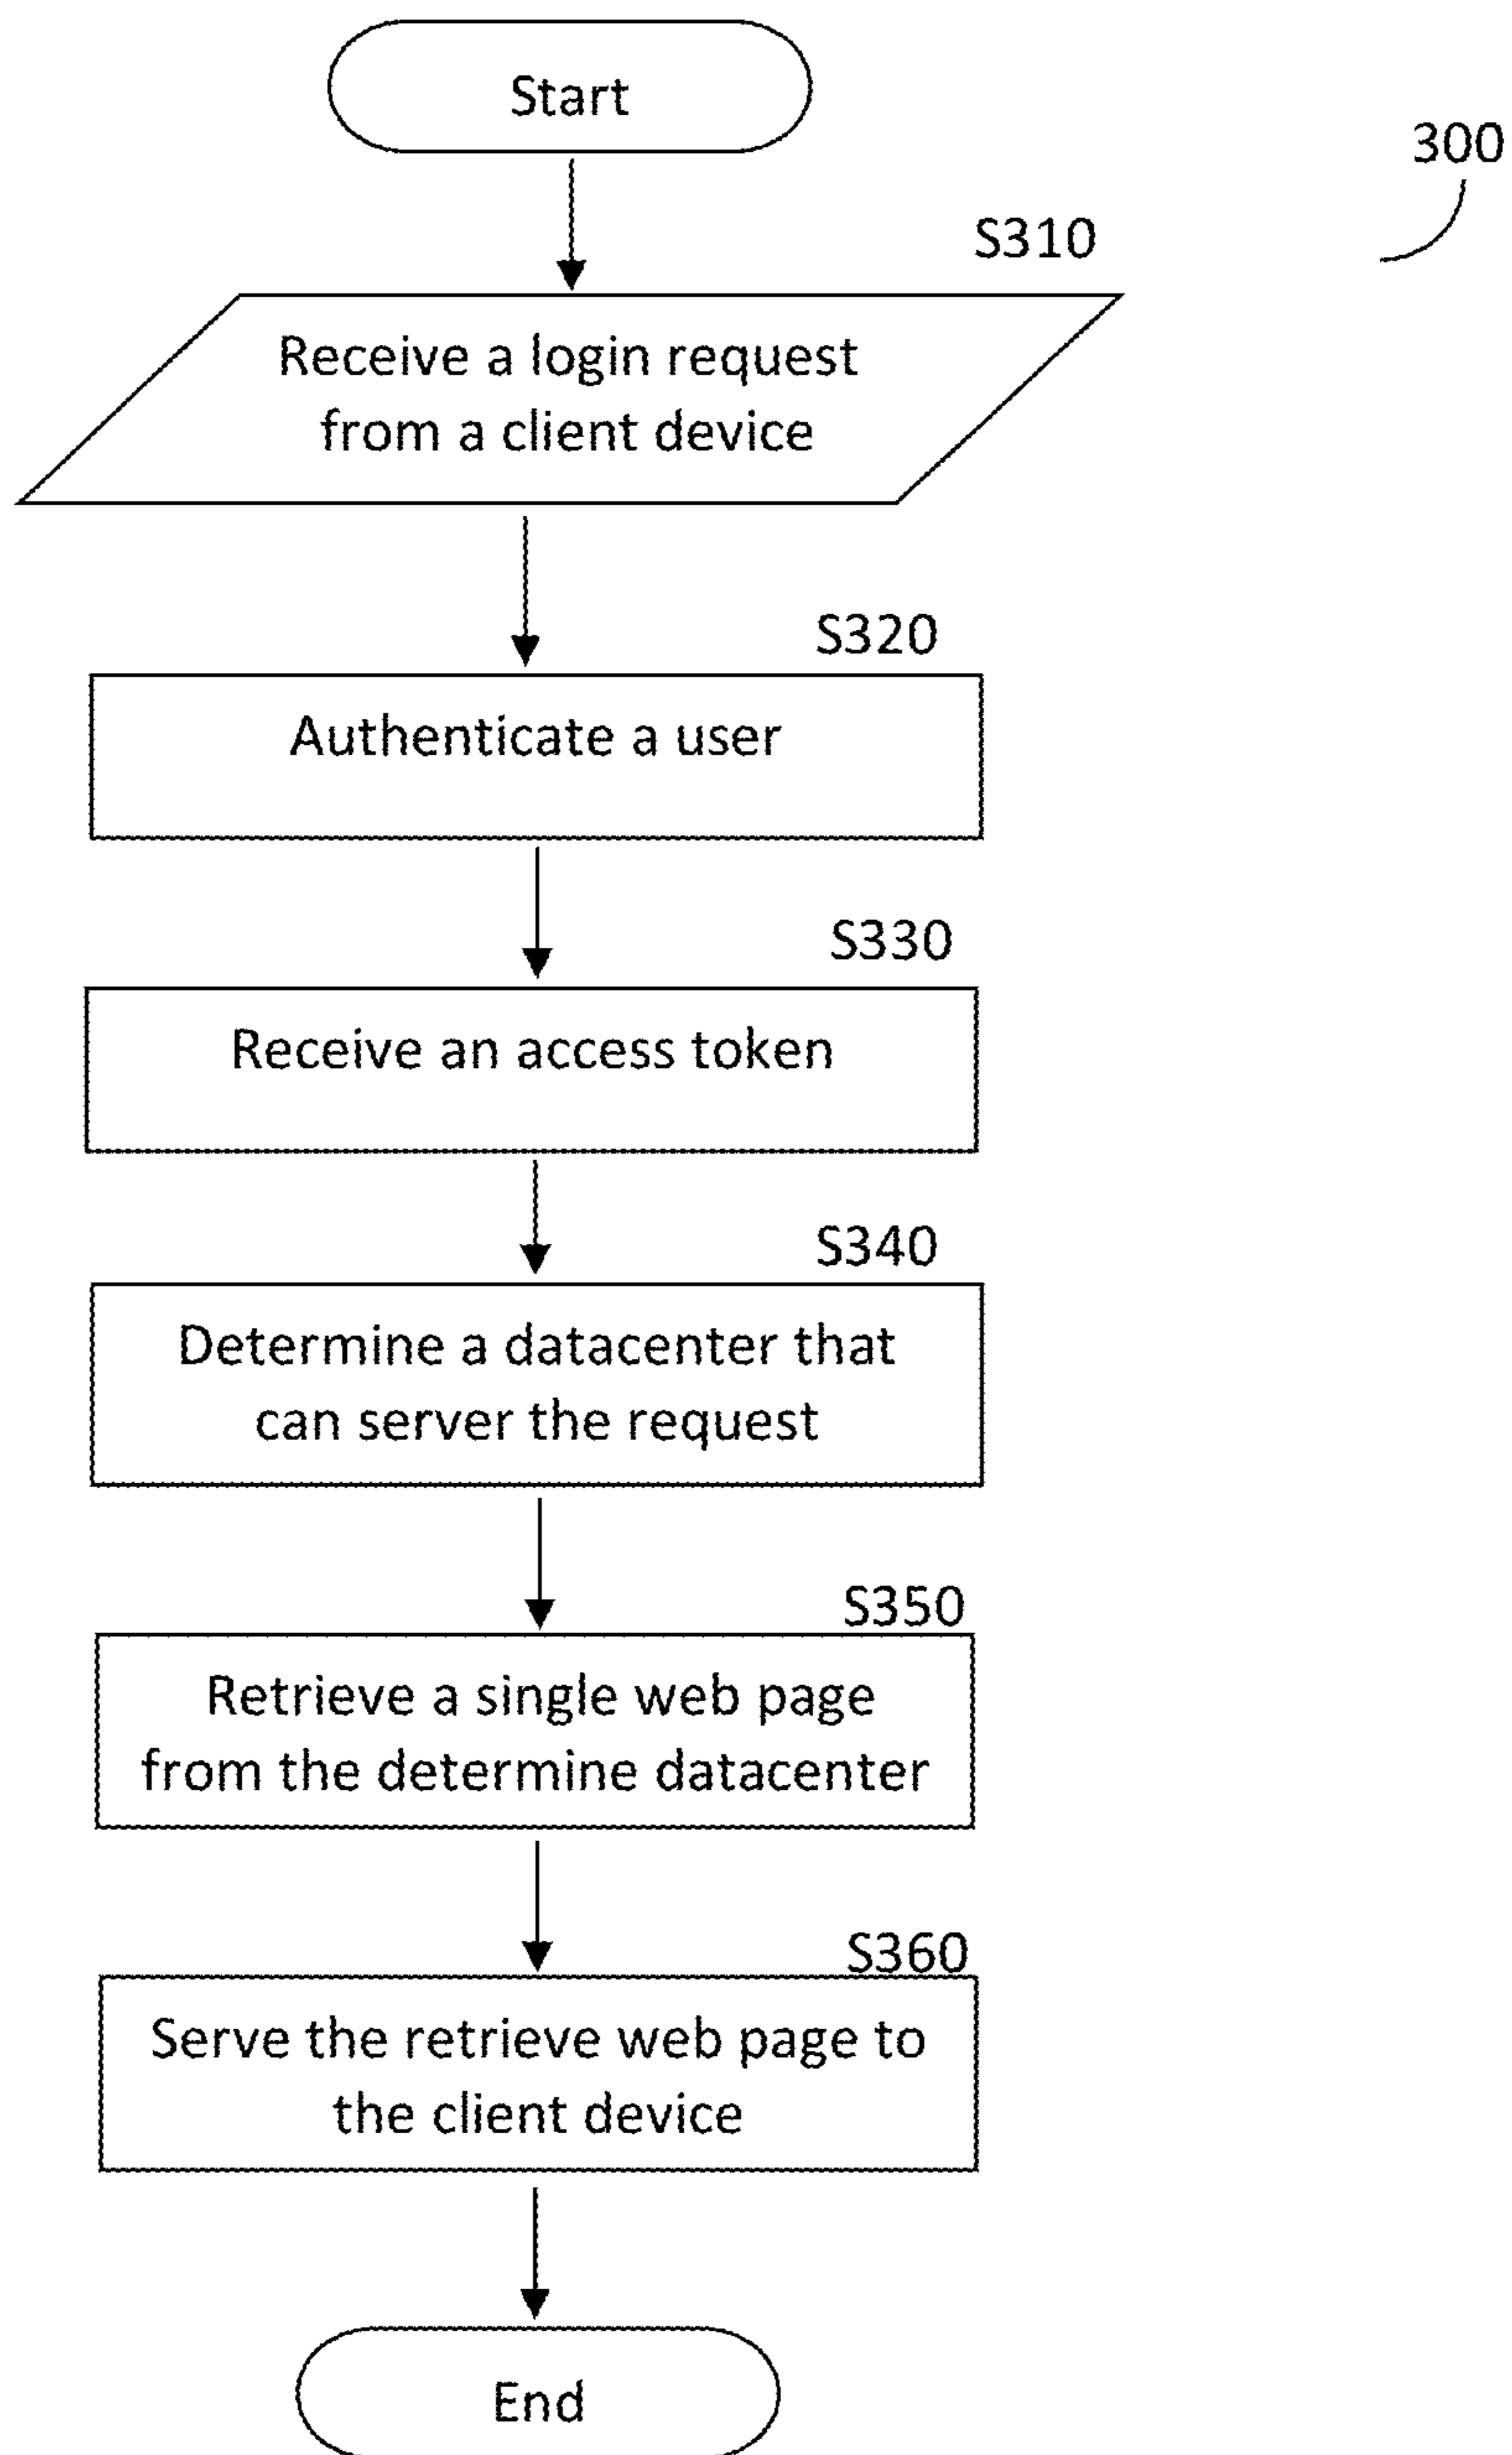 Start
300
S310
Receive a login request
from a client device
S320
Authenticate a user
S330
Receive an access token
S340
Determine a datacenter that
can server the request
S350
Retrieve a single web page
from the determine datacenter
S360
Serve the retrieve web page to
the client device
End